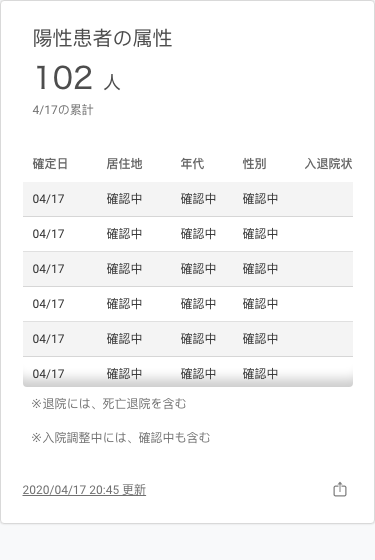 陽性患者の属性
102 人
4/17の累計
確定日 居住地 年代 性別 入退院状
04/17 確認中 確認中 確認中
04/17 確認中 確認中 確認中
04/17 確認中 確認中 確認中
04/17 確認中 確認中 確認中
04/17 確認中 確認中 確認中
04/17 確認中 確認中 確認中
※退院には、死亡退院を含む
※入院調整中には、確認中も含む
2020/04/17 20:45 更新